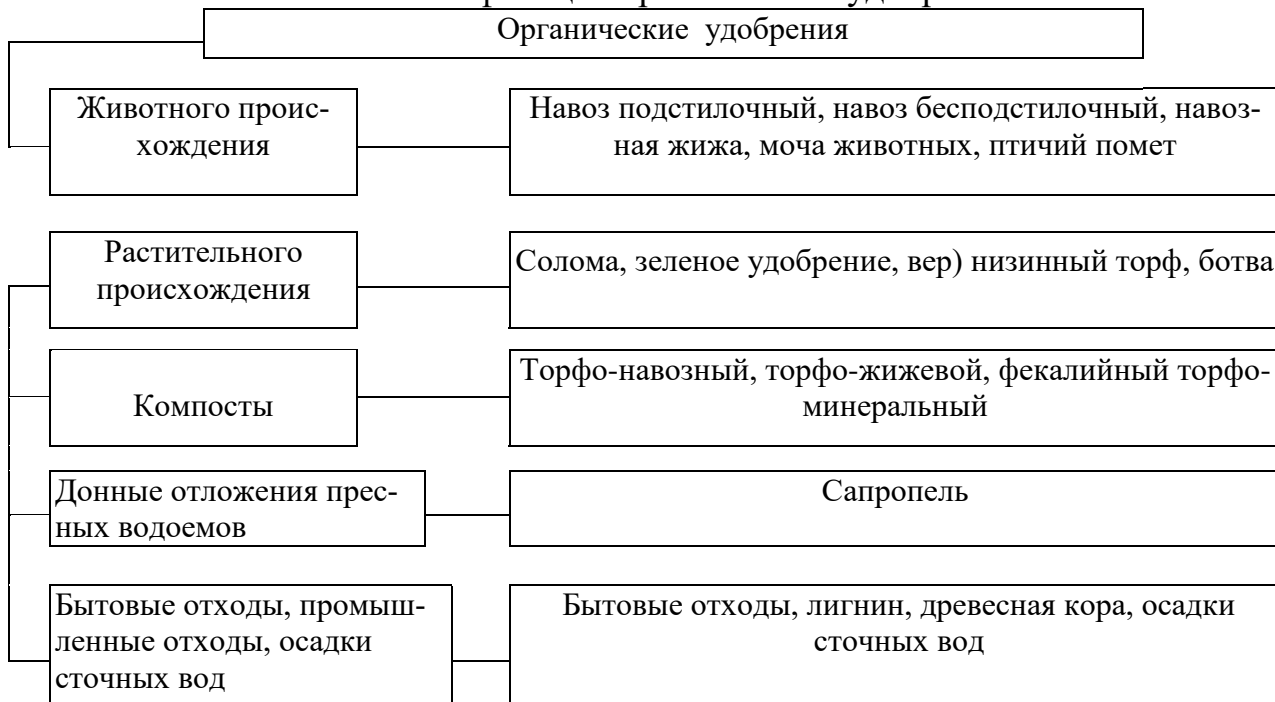 Органические удобрения
Животного проис-
хождения
Навоз подстилочный, навоз бесподстилочный, навоз-
ная жижа, моча животных, птичий помет
Растительного
происхождения
Солома, зеленое удобрение, вер) низинный торф, ботва
Компосты
Торфо-навозный, торфо-жижевой, фекалийный торфо-
минеральный
Донные отложения прес-
ных водоемов
Сапропель
Бытовые отходы, промыш-
ленные отходы, осадки
сточных вод
Бытовые отходы, лигнин, древесная кора, осадки
сточных вод